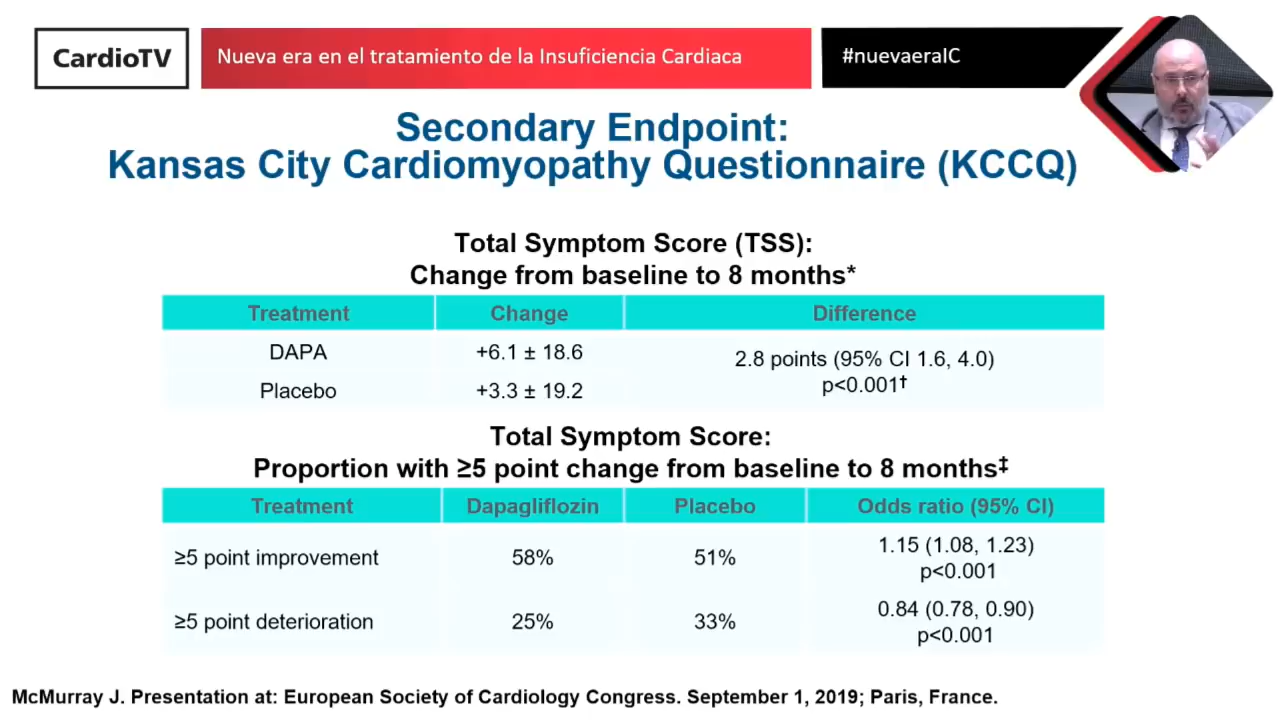 CardioTV
Nueva era en el tratamiento de la Insuficiencia Cardiaca
#nuevaeraIC
Secondary Endpoint:
Kansas City Cardiomyopathy Questionnaire (KCCQ)
Total Symptom Score (TSS):
Change from baseline to 8 months*
Treatment Change Difference
DAPA +6.1 ± 18.6
2.8 points (95% CI 1.6, 4.0)
p<0.001†
Placebo +3.3 ± 19.2
Total Symptom Score:
Proportion with ≥5 point change from baseline to 8 months‡
Treatment Dapagliflozin Placebo Odds ratio (95% CI)
≥5 point improvement 58% 51% 1.15 (1.08, 1.23)
p<0.001
≥5 point deterioration 25% 33% 0.84 (0.78, 0.90)
p<0.001
McMurray J. Presentation at: European Society of Cardiology Congress. September 1, 2019; Paris, France.